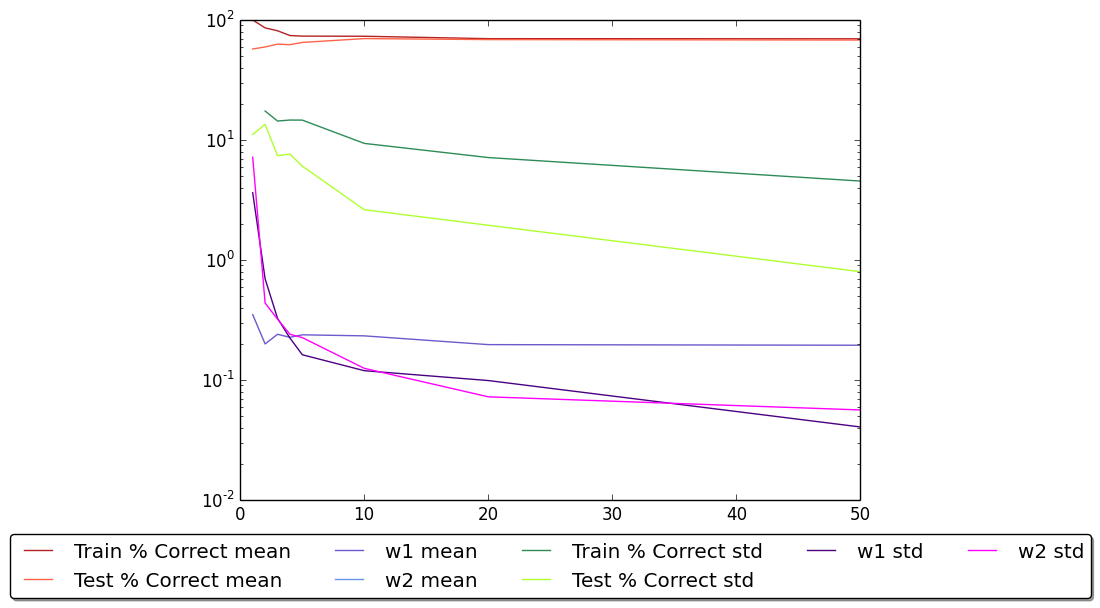 10^2
10^1
10^0
10^-1
10^-2
0 10 20 30 40 50
Train % Correct mean w1 mean Train % Correct std w1 std w2 std
Test % Correct mean w2 mean Test % Correct std